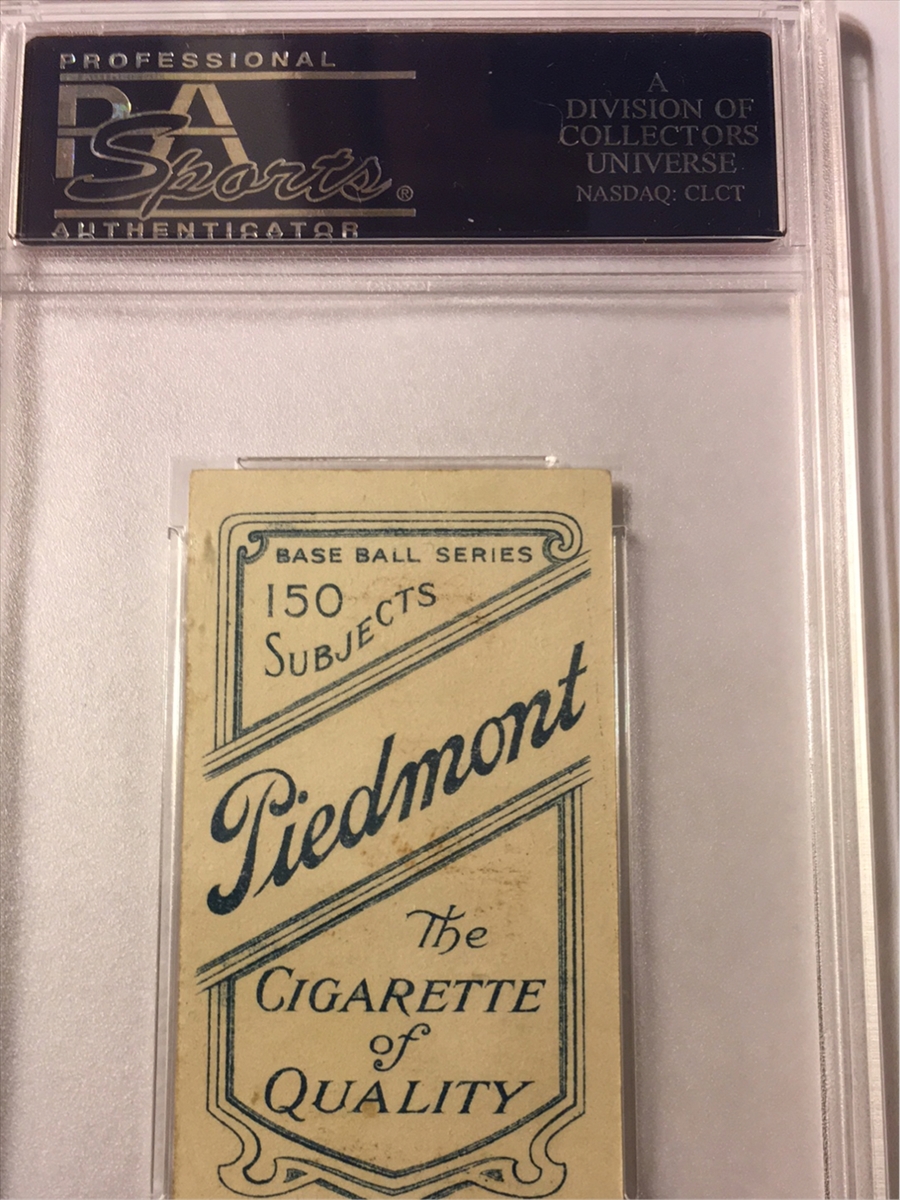 PROFESSIONAL
PSA
Sports®
AUTHENTICATOR
A
DIVISION OF
COLLECTORS
UNIVERSE
NASDAQ: CLCT
BASE BALL SERIES
150
SUBJECTS
Piedmont
The
CIGARETTE
of
QUALITY